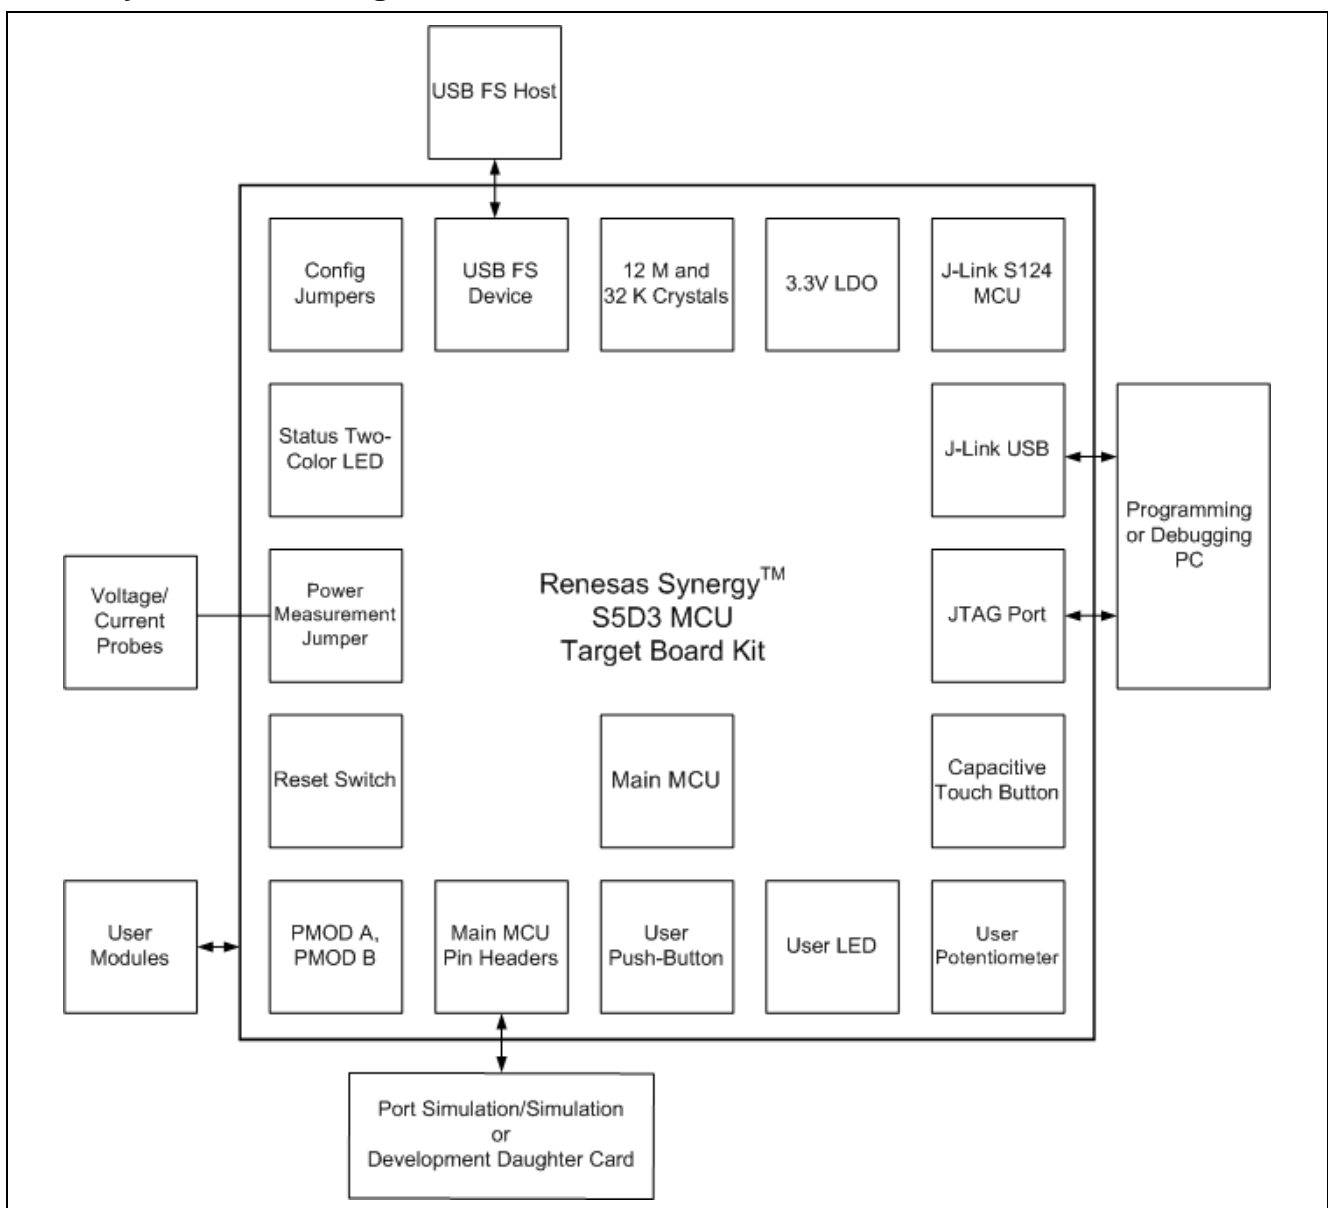 USB FS Host
Config
Jumpers
USB FS
Device
12 M and
32 K Crystals
3.3V LDO
J-Link S124
MCU
Status Two-
Color LED
J-Link USB
Programming
or Debugging
PC
Voltage/
Current
Probes
Power
Measurement
Jumper
Renesas Synergy™
S5D3 MCU
Target Board Kit
JTAG Port
Reset Switch
Main MCU
Capacitive
Touch Button
User
Modules
PMOD A,
PMOD B
Main MCU
Pin Headers
User
Push-Button
User LED
User
Potentiometer
Port Simulation/Simulation
or
Development Daughter Card